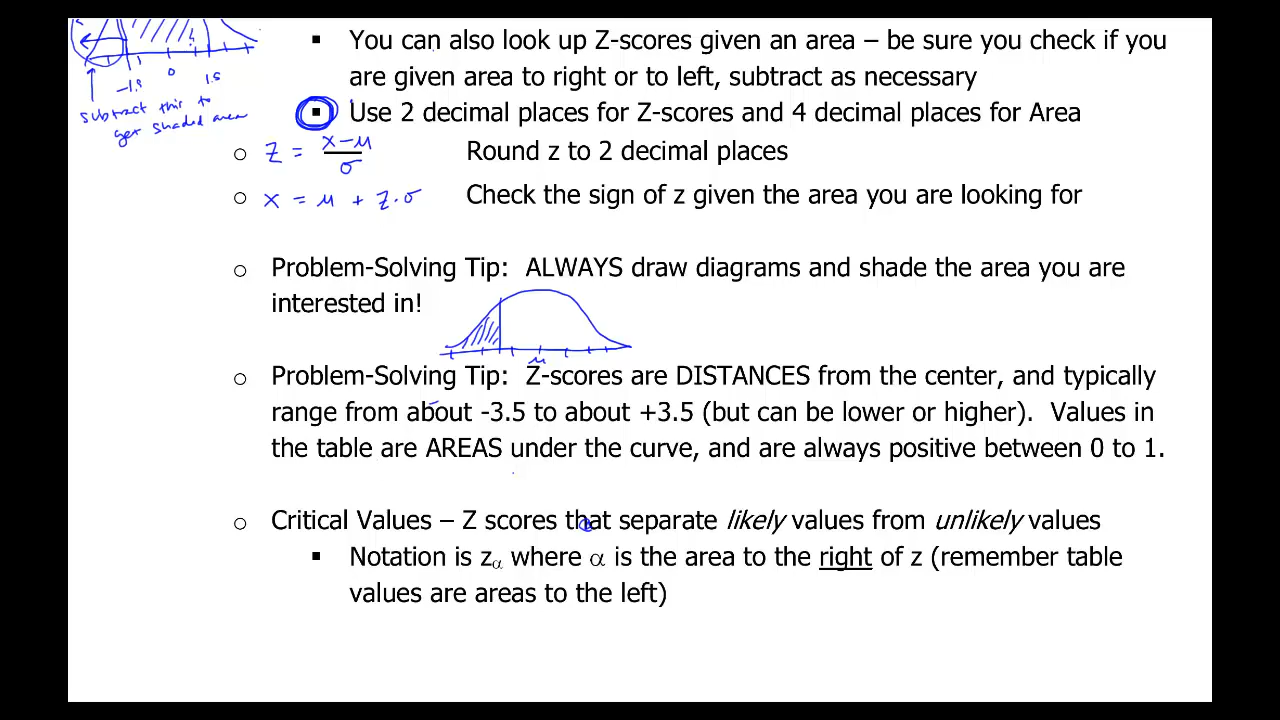 ▪ You can also look up Z-scores given an area – be sure you check if you
are given area to right or to left, subtract as necessary
-1.5 0 1.5
subtract this to
get shaded area
▪ Use 2 decimal places for Z-scores and 4 decimal places for Area
o z = (x-μ)/σ Round z to 2 decimal places
o x = μ + z·σ Check the sign of z given the area you are looking for
o Problem-Solving Tip: ALWAYS draw diagrams and shade the area you are
interested in!
μ
o Problem-Solving Tip: Z-scores are DISTANCES from the center, and typically
range from about -3.5 to about +3.5 (but can be lower or higher). Values in
the table are AREAS under the curve, and are always positive between 0 to 1.
o Critical Values – Z scores that separate likely values from unlikely values
▪ Notation is zα where α is the area to the right of z (remember table
values are areas to the left)